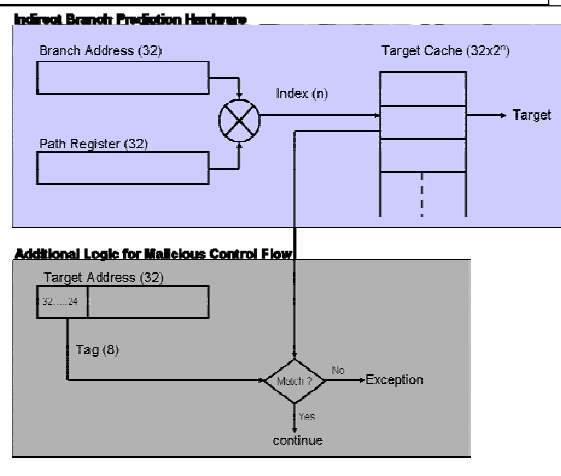 Indirect Branch Prediction Hardware
Branch Address (32)
Target Cache (32x2ⁿ)
Index (n)
Target
Path Register (32)
Additional Logic for Malicious Control Flow
Target Address (32)
32.....24
Tag (8)
Match ?
No
Exception
Yes
continue